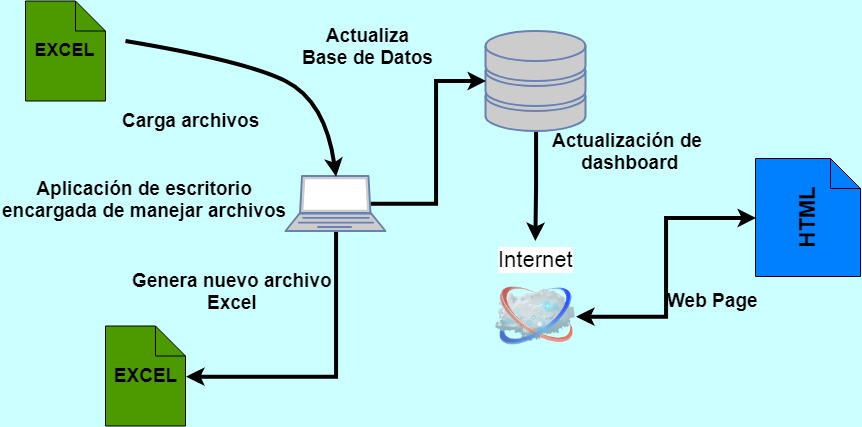 EXCEL
Actualiza
Base de Datos
Carga archivos
Actualización de
dashboard
Aplicación de escritorio
encargada de manejar archivos
HTML
Internet
Genera nuevo archivo
Excel
Web Page
EXCEL